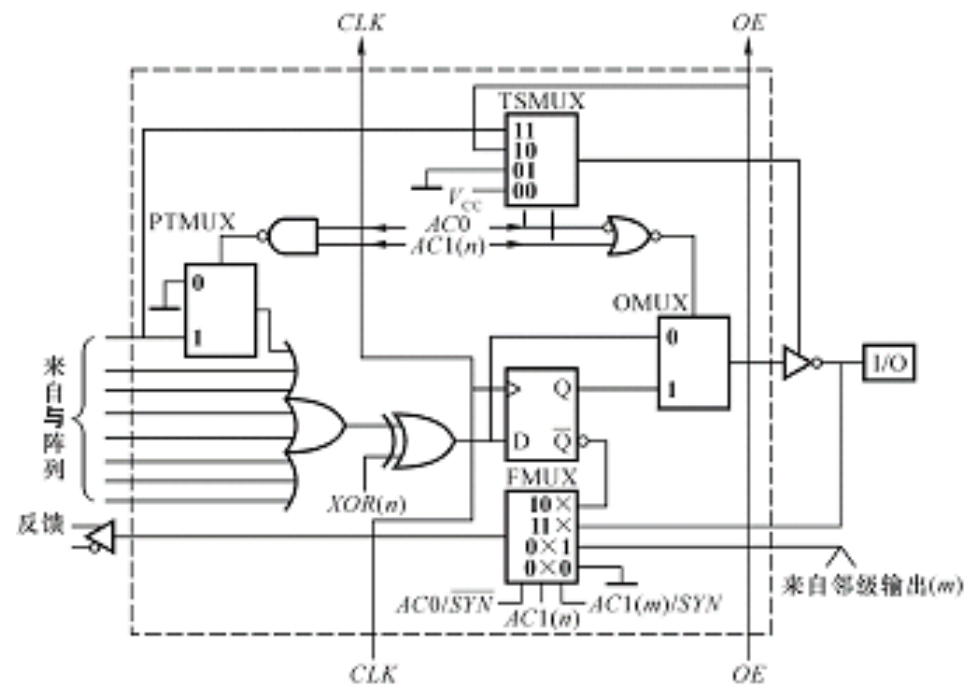 CLK
OE
TSMUX
11
10
01
00
V_CC
PTMUX
AC0
AC1(n)
0
1
OMUX
0
1
来自与阵列
I/O
Q
D
Q̅
XOR(n)
FMUX
10×
11×
0×1
0×0
反馈
来自邻级输出(m)
AC0/S̅Y̅N̅
AC1(n)
AC1(m)/SYN
CLK
OE